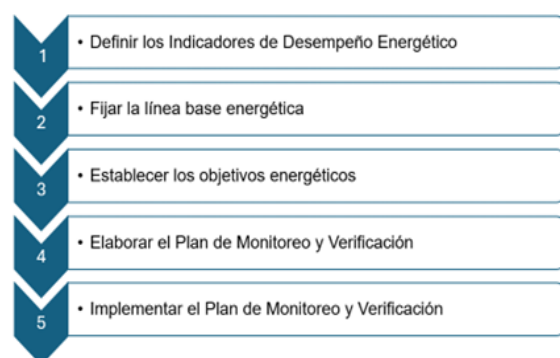 1
• Definir los Indicadores de Desempeño Energético
2
• Fijar la línea base energética
3
• Establecer los objetivos energéticos
4
• Elaborar el Plan de Monitoreo y Verificación
5
• Implementar el Plan de Monitoreo y Verificación